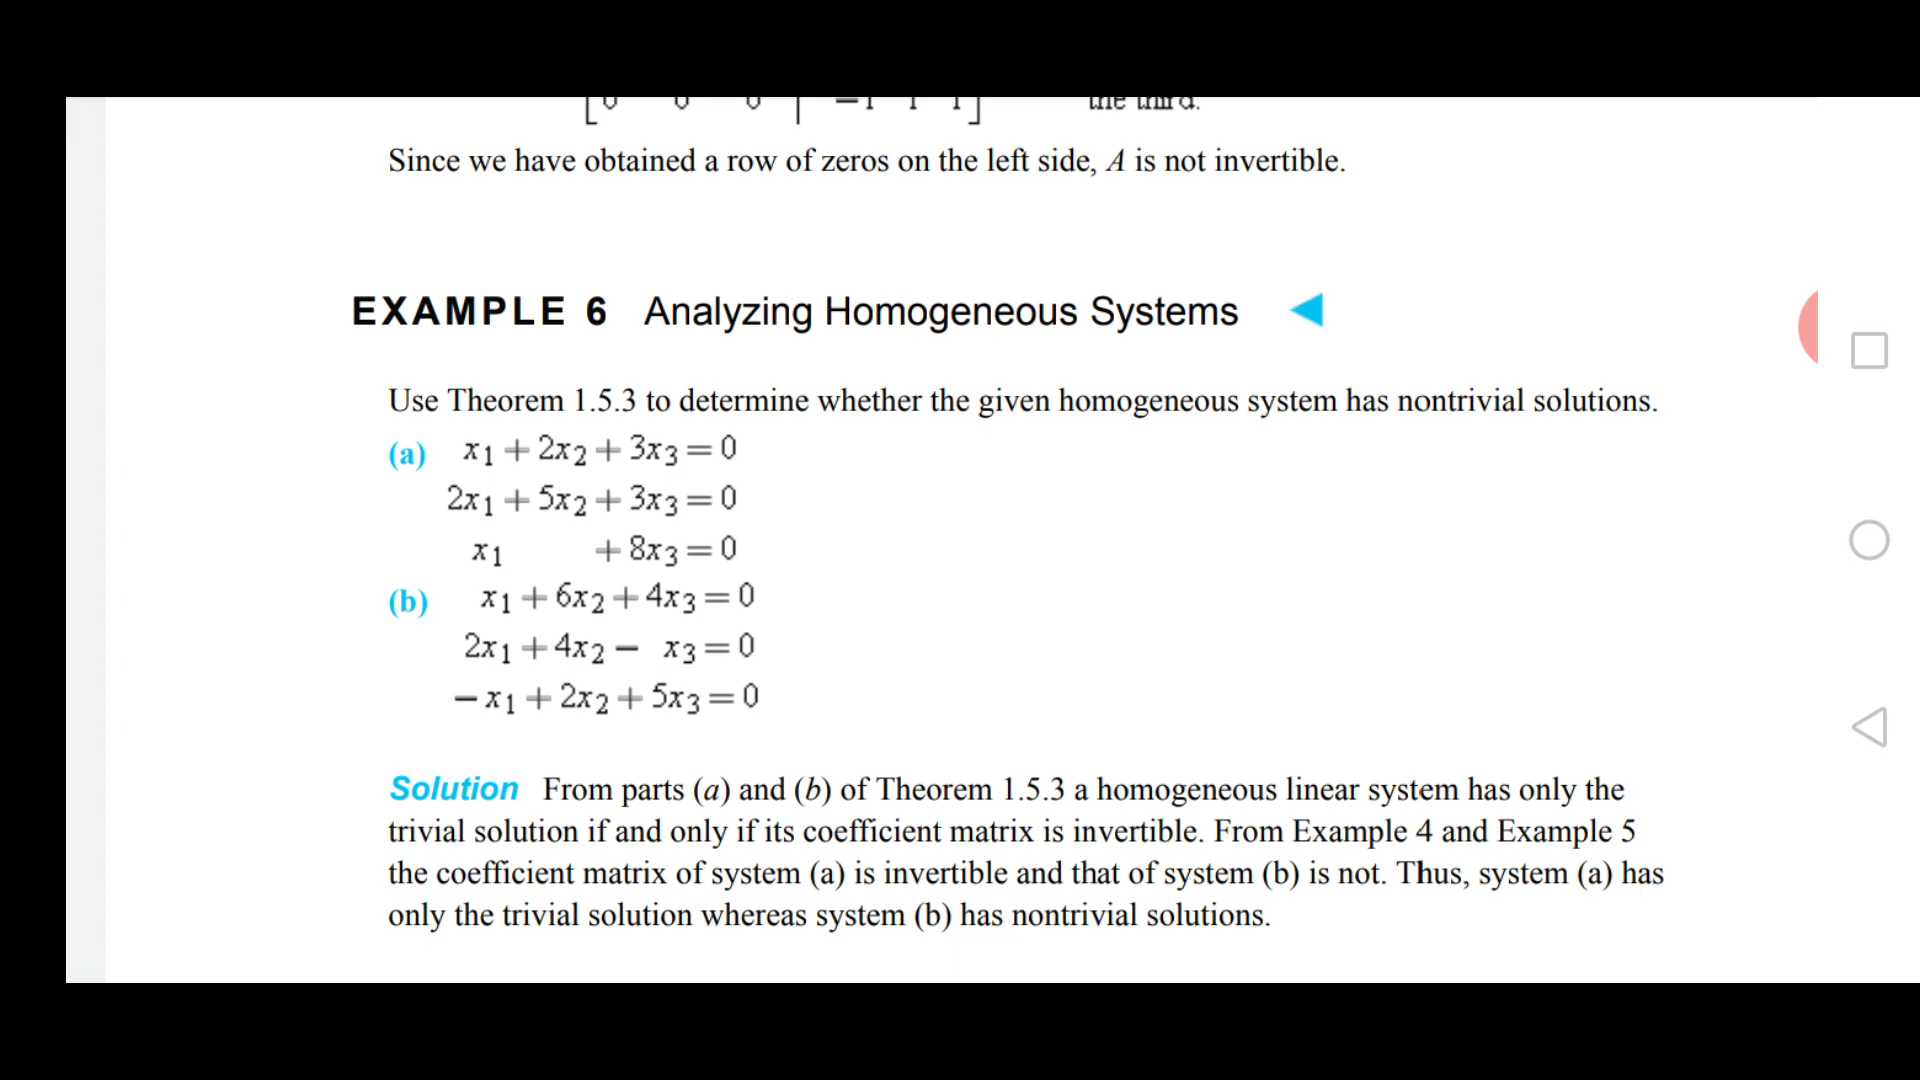 the third.
Since we have obtained a row of zeros on the left side, A is not invertible.
EXAMPLE 6 Analyzing Homogeneous Systems
Use Theorem 1.5.3 to determine whether the given homogeneous system has nontrivial solutions.
(a) x₁ + 2x₂ + 3x₃ = 0
2x₁ + 5x₂ + 3x₃ = 0
x₁ + 8x₃ = 0
(b) x₁ + 6x₂ + 4x₃ = 0
2x₁ + 4x₂ − x₃ = 0
− x₁ + 2x₂ + 5x₃ = 0
Solution From parts (a) and (b) of Theorem 1.5.3 a homogeneous linear system has only the
trivial solution if and only if its coefficient matrix is invertible. From Example 4 and Example 5
the coefficient matrix of system (a) is invertible and that of system (b) is not. Thus, system (a) has
only the trivial solution whereas system (b) has nontrivial solutions.